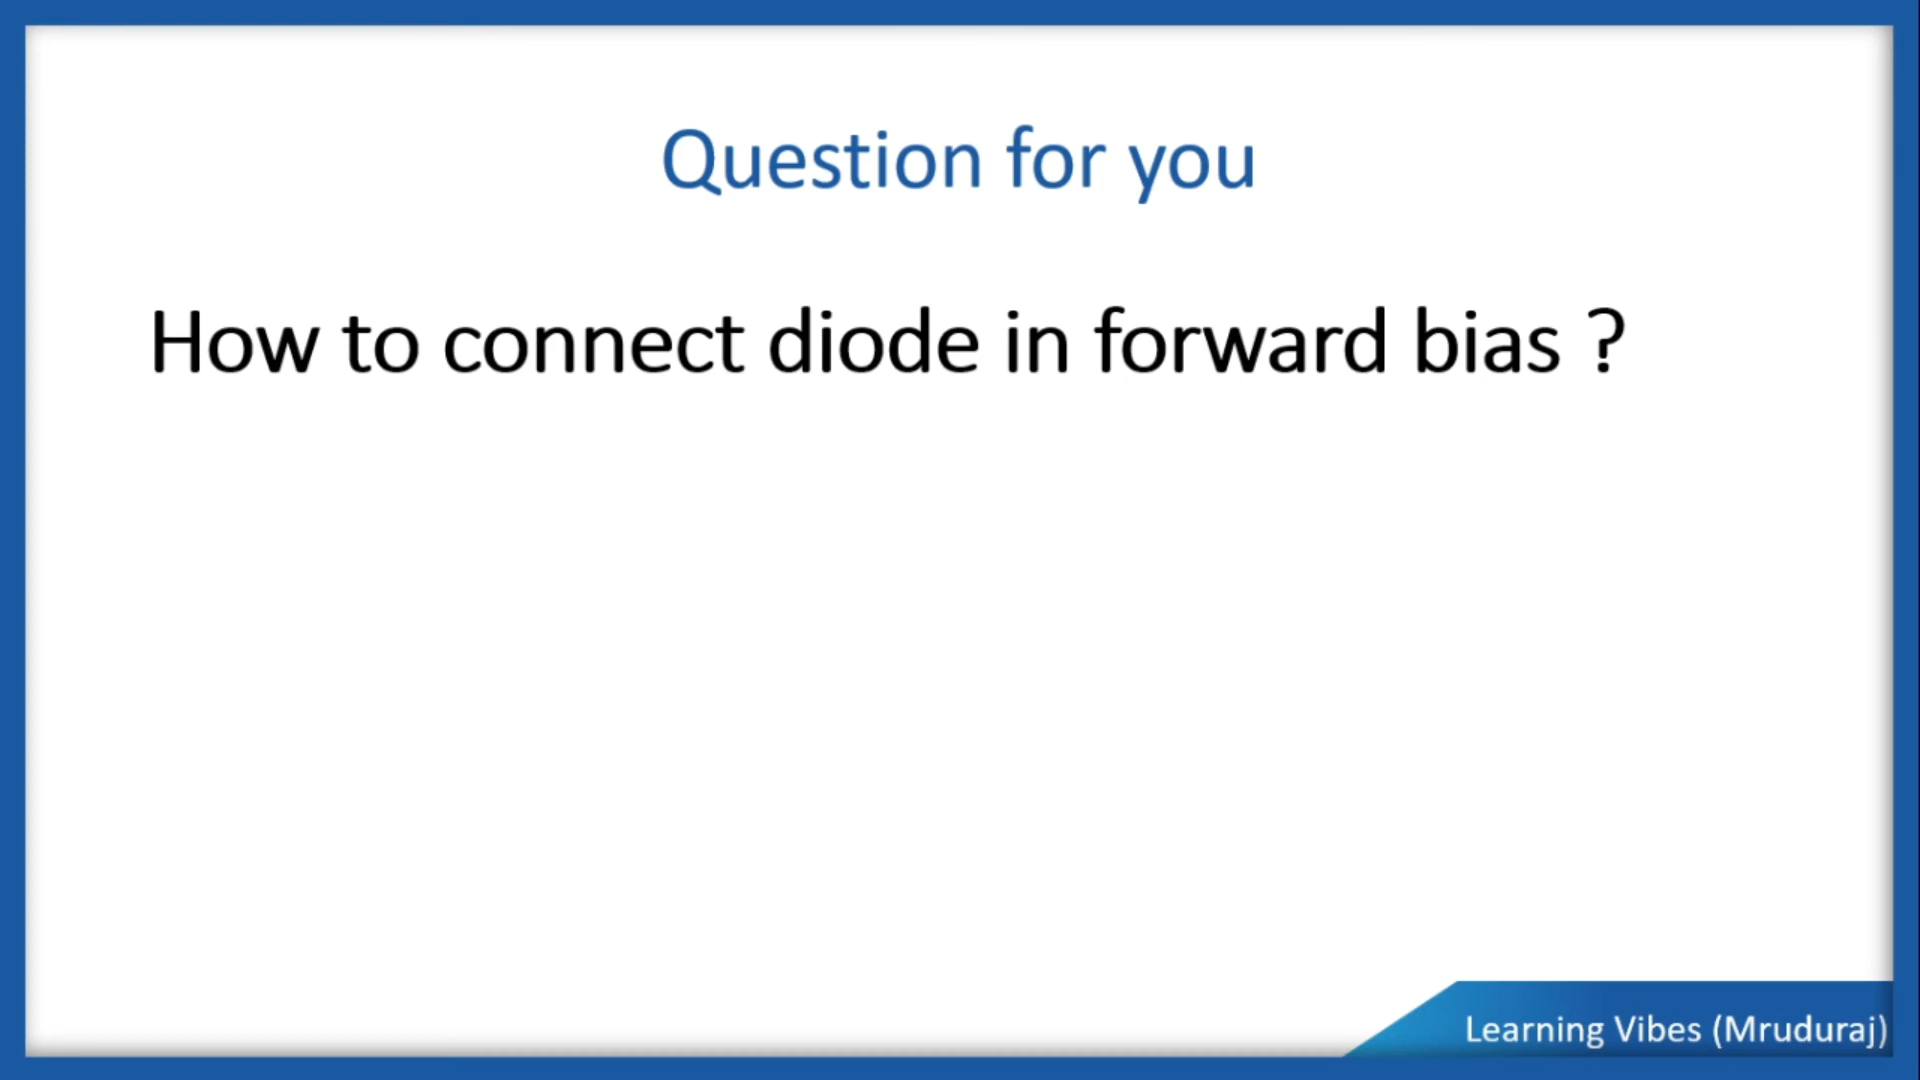 Question for you
How to connect diode in forward bias ?
Learning Vibes (Mruduraj)